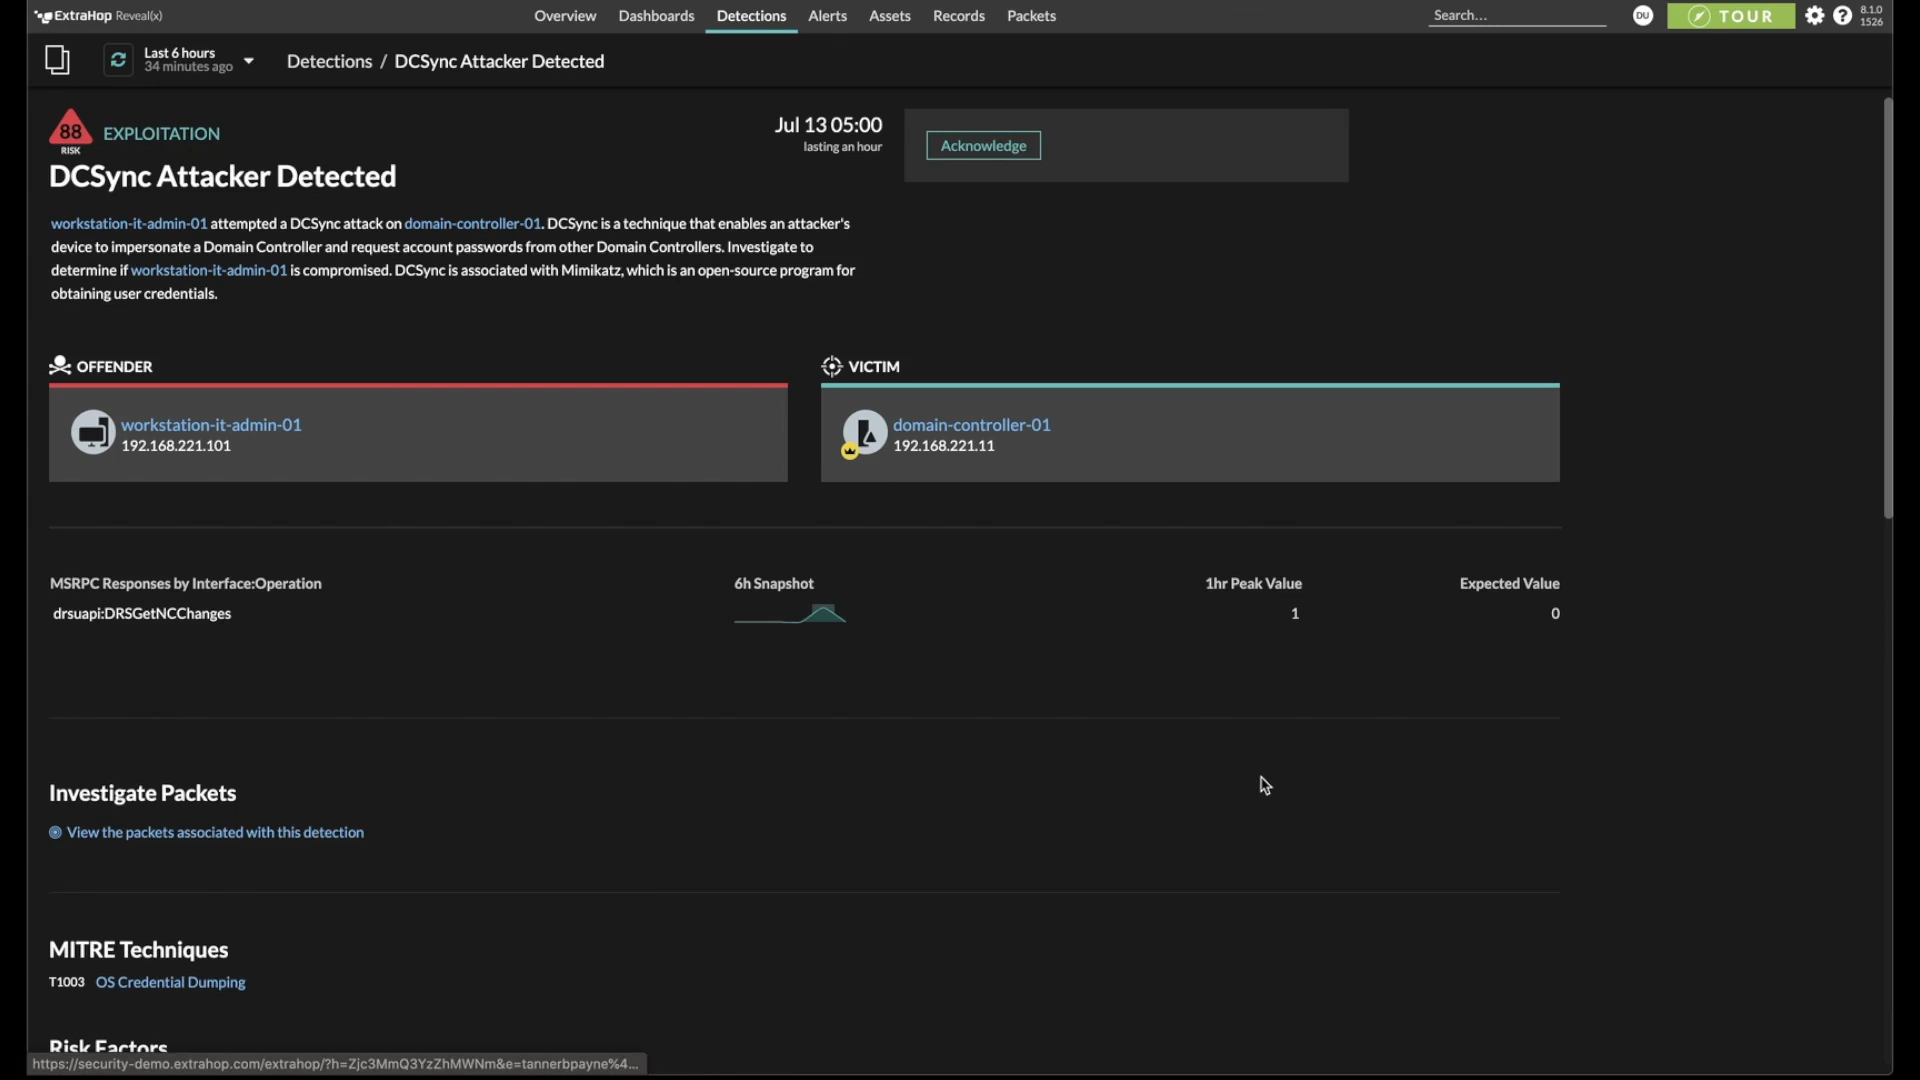 ExtraHop Reveal(x)
Overview Dashboards Detections Alerts Assets Records Packets
Search...
DU
TOUR
8.1.0
1526
Last 6 hours
34 minutes ago
Detections / DCSync Attacker Detected
88
RISK
EXPLOITATION
DCSync Attacker Detected
Jul 13 05:00
lasting an hour
Acknowledge
workstation-it-admin-01 attempted a DCSync attack on domain-controller-01. DCSync is a technique that enables an attacker's
device to impersonate a Domain Controller and request account passwords from other Domain Controllers. Investigate to
determine if workstation-it-admin-01 is compromised. DCSync is associated with Mimikatz, which is an open-source program for
obtaining user credentials.
OFFENDER
workstation-it-admin-01
192.168.221.101
VICTIM
domain-controller-01
192.168.221.11
MSRPC Responses by Interface:Operation 6h Snapshot 1hr Peak Value Expected Value
drsuapi:DRSGetNCChanges 1 0
Investigate Packets
View the packets associated with this detection
MITRE Techniques
T1003 OS Credential Dumping
Risk Factors
https://security-demo.extrahop.com/extrahop/?h=Zjc3MmQ3YzZhMWNm&e=tannerbpayne%4...